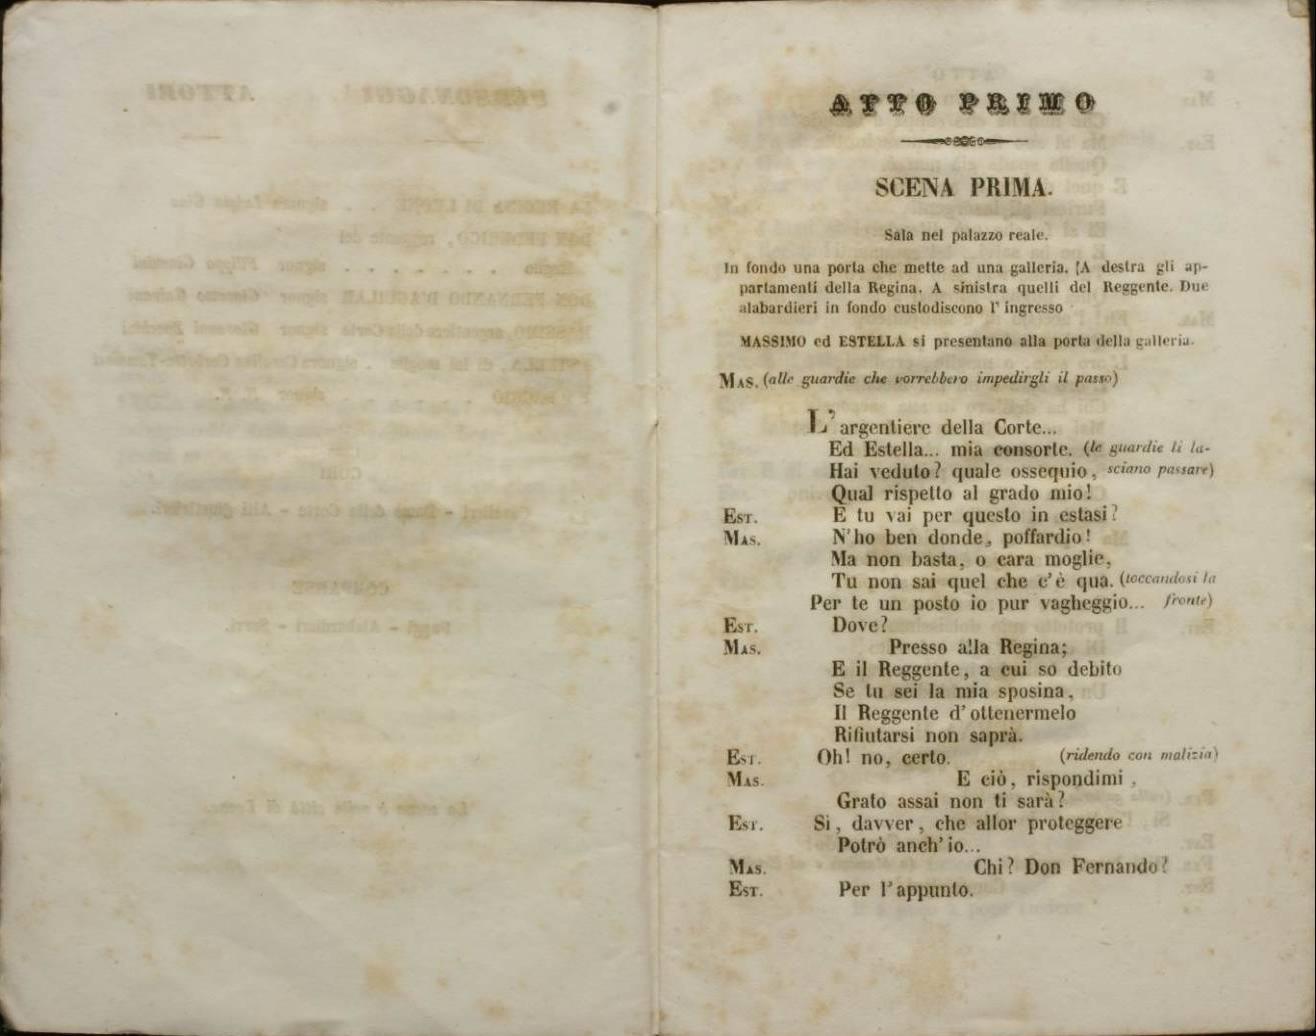 ATTO PRIMO
SCENA PRIMA.
Sala nel palazzo reale.
In fondo una porta che mette ad una galleria. (A destra gli ap-
partamenti della Regina. A sinistra quelli del Reggente. Due
alabardieri in fondo custodiscono l' ingresso
MASSIMO ed ESTELLA si presentano alla porta della galleria.
MAS. (alle guardie che vorrebbero impedirgli il passo)
L' argentiere della Corte...
Ed Estella... mia consorte. (le guardie li la-
Hai veduto? quale ossequio, sciano passare)
Qual rispetto al grado mio!
EST. E tu vai per questo in estasi?
MAS. N'ho ben donde, poffardio!
Ma non basta, o cara moglie,
Tu non sai quel che c'è qua. (toccandosi la
Per te un posto io pur vagheggio... fronte)
EST. Dove?
MAS. Presso alla Regina;
E il Reggente, a cui so debito
Se tu sei la mia sposina,
Il Reggente d' ottenermelo
Rifiutarsi non saprà.
EST. Oh! no, certo. (ridendo con malizia)
MAS. E ciò, rispondimi,
Grato assai non ti sarà?
EST. Si, davver, che allor proteggere
Potrò anch' io...
MAS. Chi? Don Fernando?
EST. Per l'appunto.